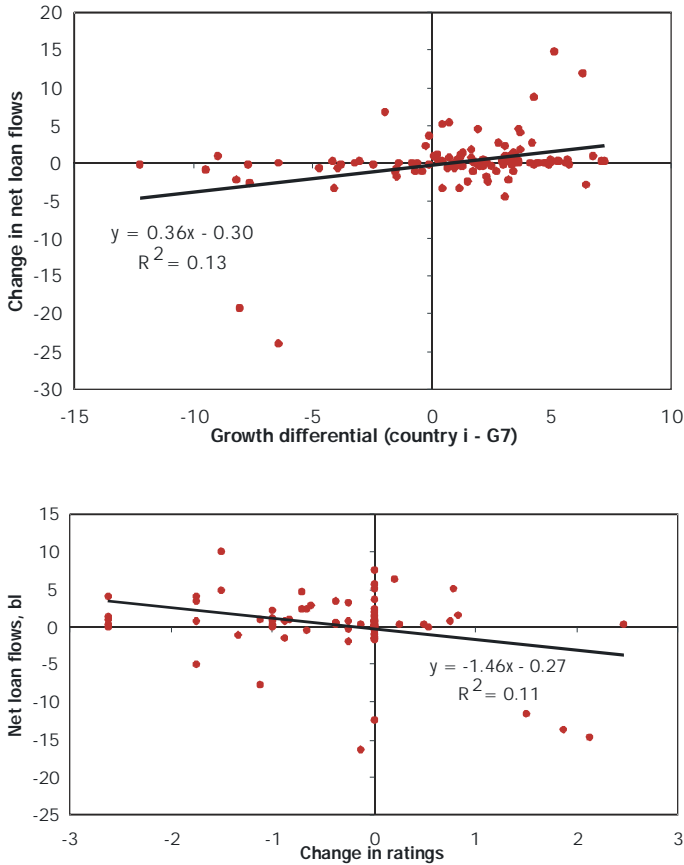 20
15
10
5
0
-5
-10
-15
-20
-25
-30
Change in net loan flows
y = 0.36x - 0.30
R2 = 0.13
-15 -10 -5 0 5 10
Growth differential (country i - G7)
15
10
5
0
-5
-10
-15
-20
-25
Net loan flows, bl
y = -1.46x - 0.27
R2 = 0.11
-3 -2 -1 0 1 2 3
Change in ratings